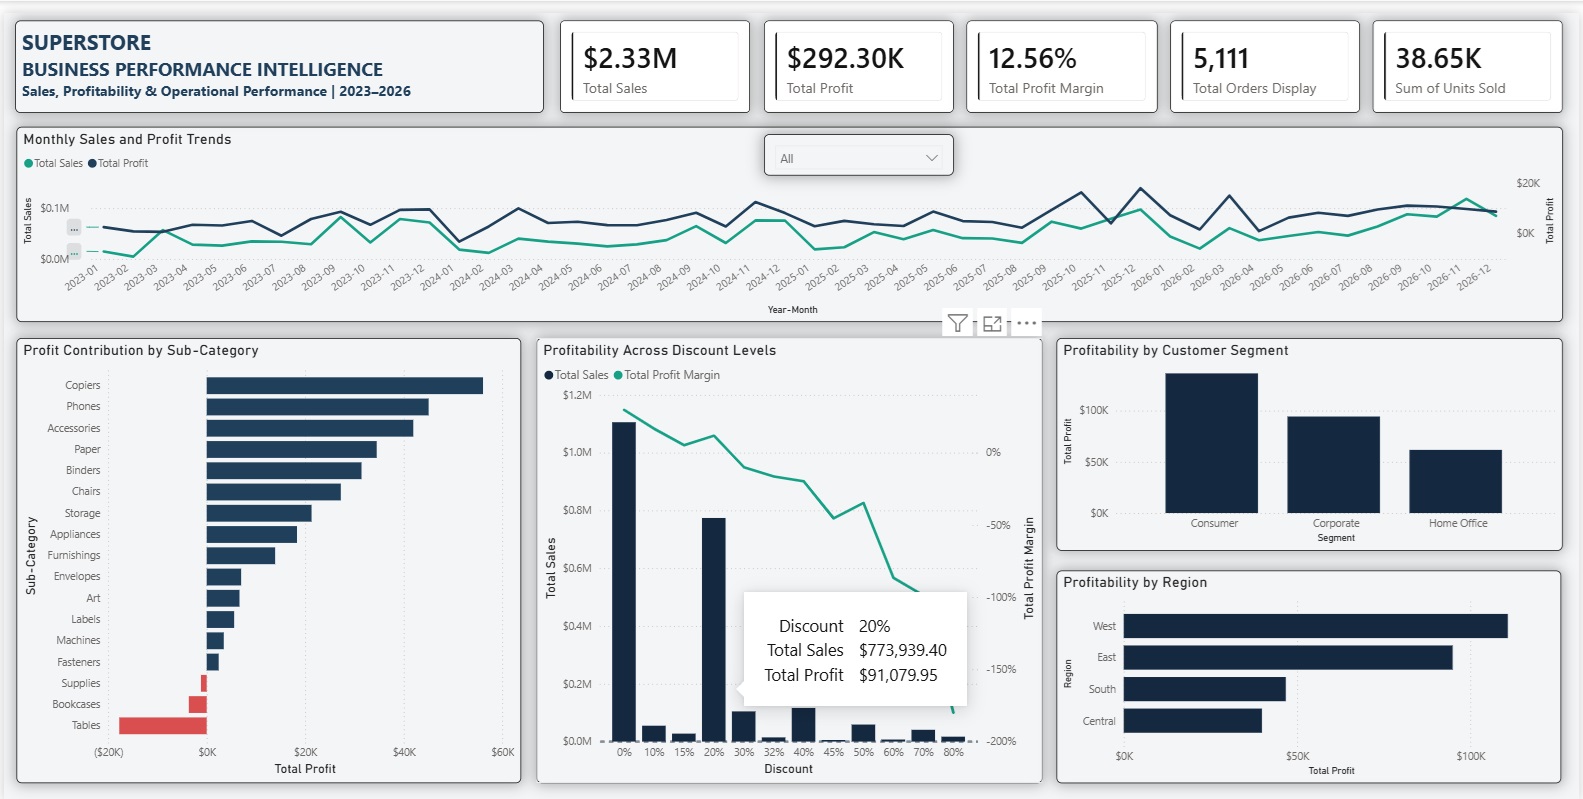 SUPERSTORE
BUSINESS PERFORMANCE INTELLIGENCE
Sales, Profitability & Operational Performance | 2023–2026
$2.33M
Total Sales
$292.30K
Total Profit
12.56%
Total Profit Margin
5,111
Total Orders Display
38.65K
Sum of Units Sold
Monthly Sales and Profit Trends
Total Sales Total Profit
All
Total Sales
$0.1M
$0.0M
...
...
$20K
$0K
Total Profit
2023-01 2023-02 2023-03 2023-04 2023-05 2023-06 2023-07 2023-08 2023-09 2023-10 2023-11 2023-12 2024-01 2024-02 2024-03 2024-04 2024-05 2024-06 2024-07 2024-08 2024-09 2024-10 2024-11 2024-12 2025-01 2025-02 2025-03 2025-04 2025-05 2025-06 2025-07 2025-08 2025-09 2025-10 2025-11 2025-12 2026-01 2026-02 2026-03 2026-04 2026-05 2026-06 2026-07 2026-08 2026-09 2026-10 2026-11 2026-12
Year-Month
Profit Contribution by Sub-Category
Sub-Category
Copiers
Phones
Accessories
Paper
Binders
Chairs
Storage
Appliances
Furnishings
Envelopes
Art
Labels
Machines
Fasteners
Supplies
Bookcases
Tables
($20K) $0K $20K $40K $60K
Total Profit
Profitability Across Discount Levels
Total Sales Total Profit Margin
Total Sales
$1.2M
$1.0M
$0.8M
$0.6M
$0.4M
$0.2M
$0.0M
0%
-50%
-100%
-150%
-200%
Total Profit Margin
Discount 20%
Total Sales $773,939.40
Total Profit $91,079.95
0% 10% 15% 20% 30% 32% 40% 45% 50% 60% 70% 80%
Discount
Profitability by Customer Segment
Total Profit
$100K
$50K
$0K
Consumer Corporate Home Office
Segment
Profitability by Region
Region
West
East
South
Central
$0K $50K $100K
Total Profit